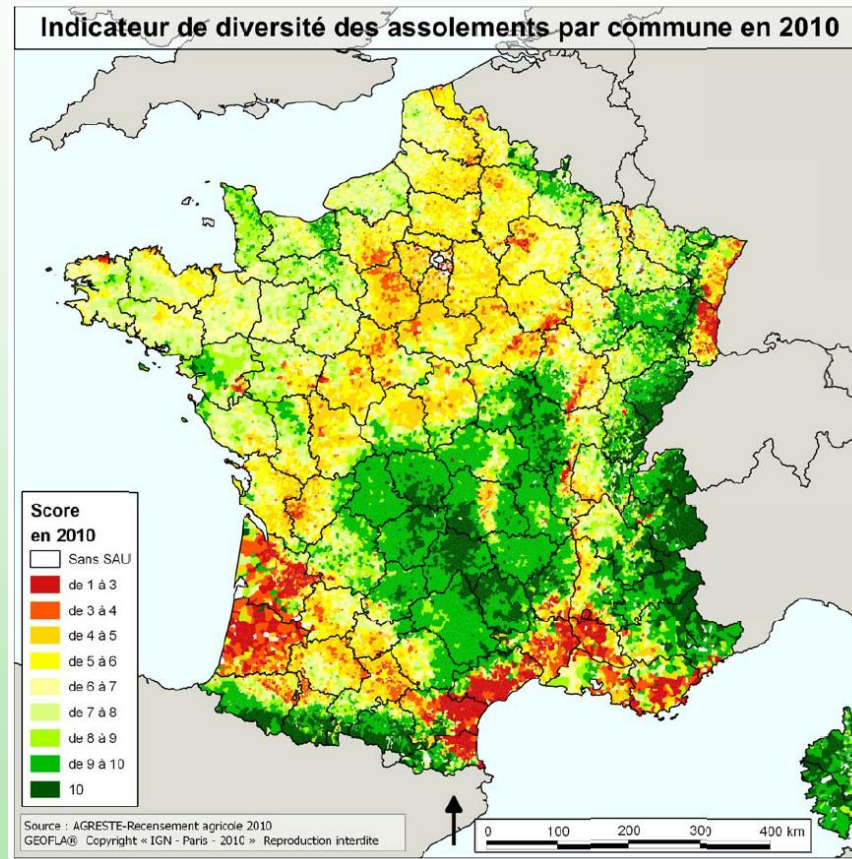 Indicateur de diversité des assolements par commune en 2010
Score
en 2010
Sans SAU
de 1 à 3
de 3 à 4
de 4 à 5
de 5 à 6
de 6 à 7
de 7 à 8
de 8 à 9
de 9 à 10
10
Source : AGRESTE-Recensement agricole 2010
GEOFLA® Copyright « IGN - Paris - 2010 » Reproduction interdite
0 100 200 300 400 km